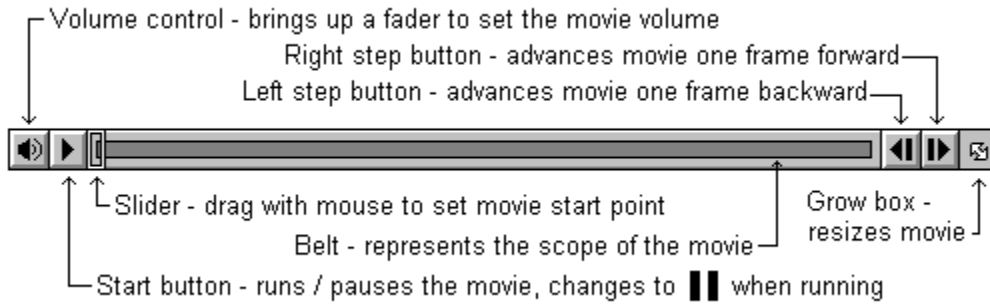 Volume control - brings up a fader to set the movie volume
Right step button - advances movie one frame forward
Left step button - advances movie one frame backward
Slider - drag with mouse to set movie start point
Grow box -
resizes movie
Belt - represents the scope of the movie
Start button - runs / pauses the movie, changes to ▌▌ when running